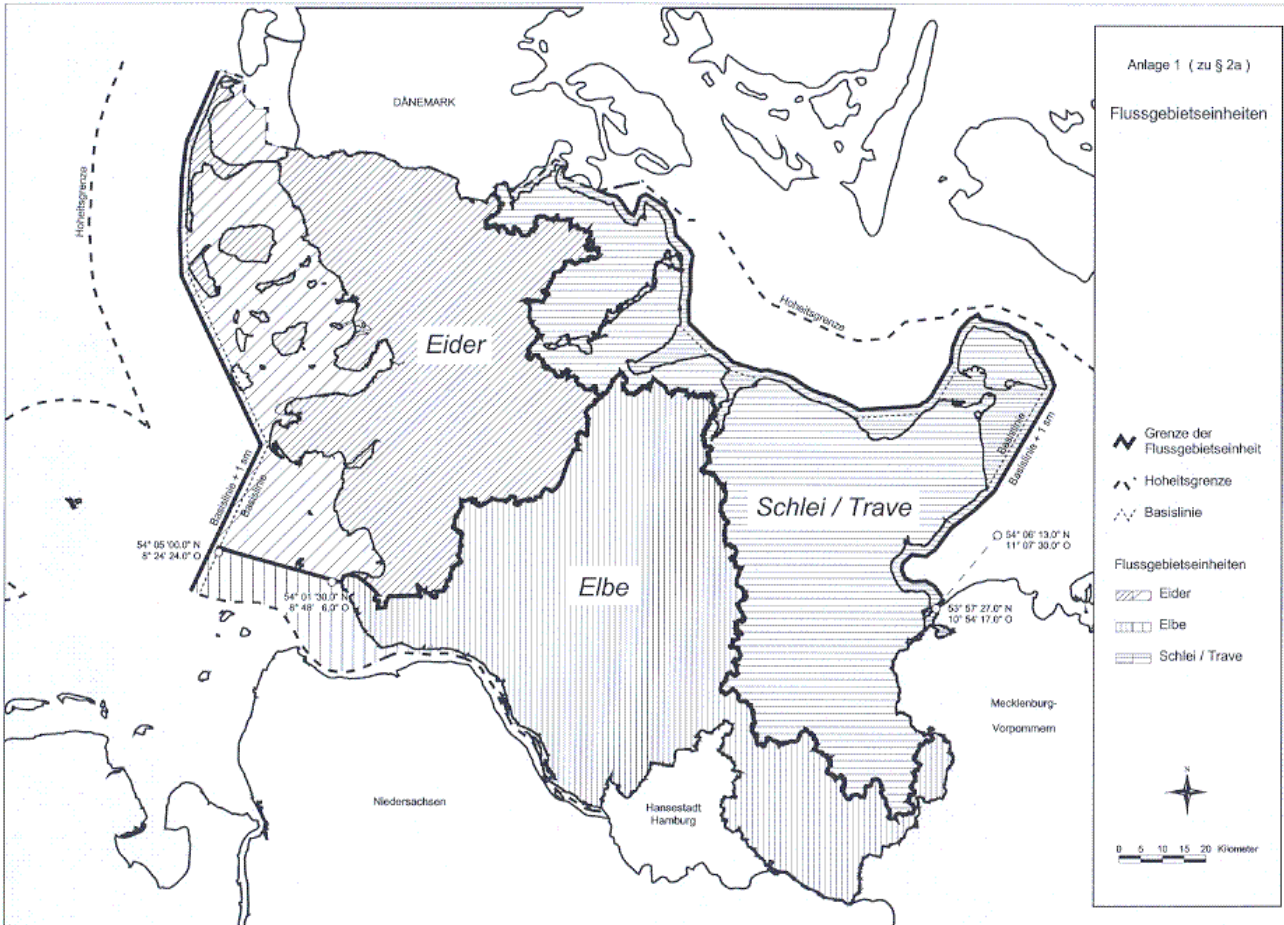 DÄNEMARK
Hoheitsgrenze
Hoheitsgrenze
Eider
Basislinie + 1 sm
Basislinie
Basislinie
Basislinie + 1 sm
Schlei / Trave
54° 05 '00.0" N
8° 24' 24.0" O
54° 06' 13,0" N
11° 07' 30.0" O
Elbe
54° 01 '30,0" N
8° 48' 6,0" O
53° 57' 27.0" N
10° 54' 17.0" O
Mecklenburg-
Vorpommern
Niedersachsen
Hansestadt
Hamburg
Anlage 1 ( zu § 2a )
Flussgebietseinheiten
Grenze der
Flussgebietseinheit
Hoheitsgrenze
Basislinie
Flussgebietseinheiten
Eider
Elbe
Schlei / Trave
N
0 5 10 15 20 Kilometer